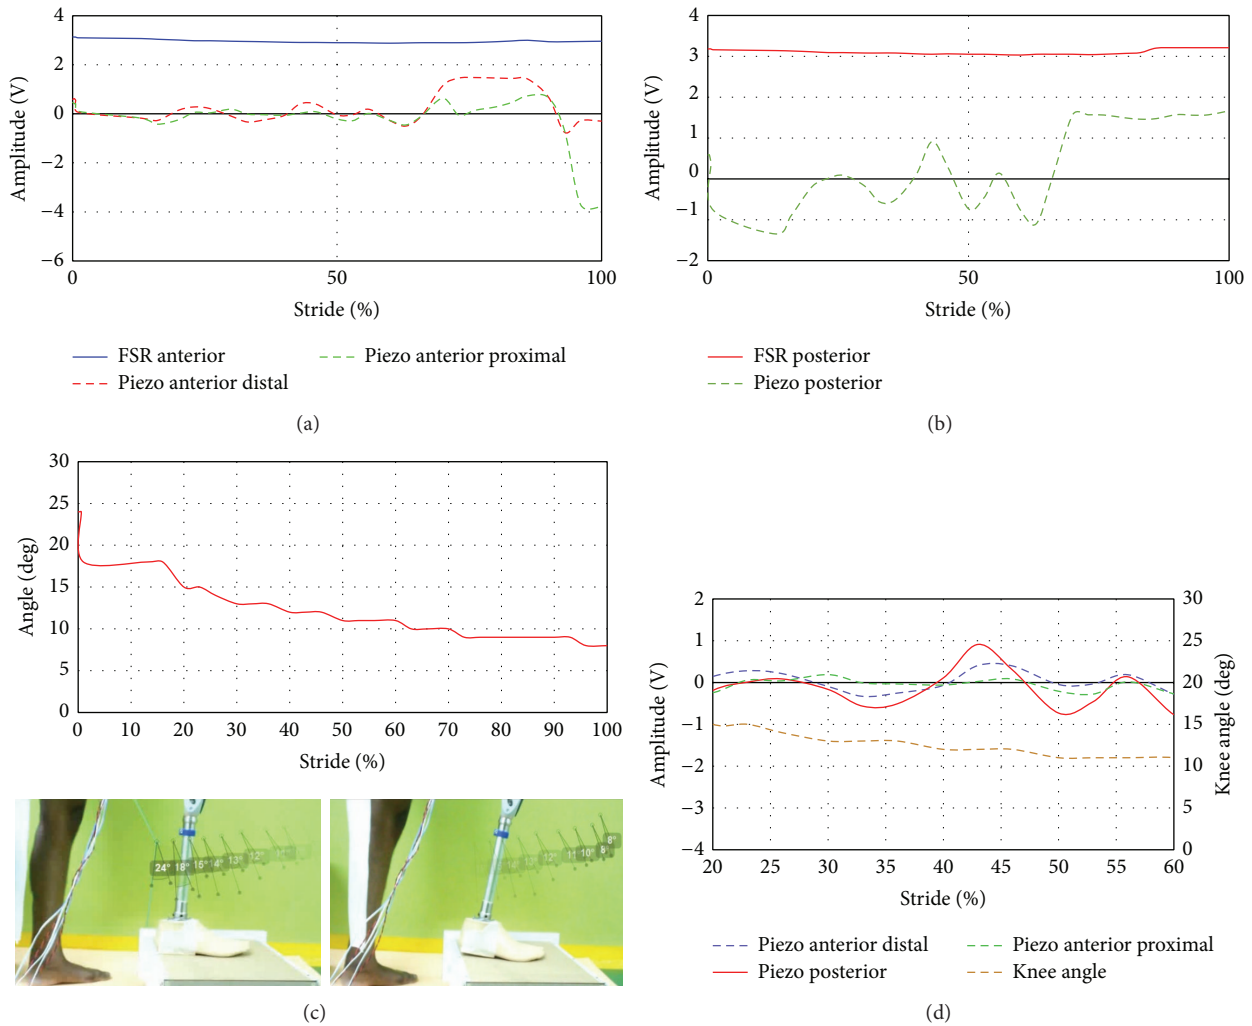 4
2
0
−2
−4
−6
Amplitude (V)
0
50
100
Stride (%)
FSR anterior
Piezo anterior proximal
Piezo anterior distal
(a)
4
3
2
1
0
−1
−2
Amplitude (V)
0
50
100
Stride (%)
FSR posterior
Piezo posterior
(b)
30
25
20
15
10
5
0
Angle (deg)
0 10 20 30 40 50 60 70 80 90 100
Stride (%)
24° 18° 16° 14° 13° 12°
12° 11° 10° 8°
8°
(c)
2
1
0
−1
−2
−3
−4
Amplitude (V)
30
25
20
15
10
5
0
Knee angle (deg)
20 25 30 35 40 45 50 55 60
Stride (%)
Piezo anterior distal
Piezo anterior proximal
Piezo posterior
Knee angle
(d)